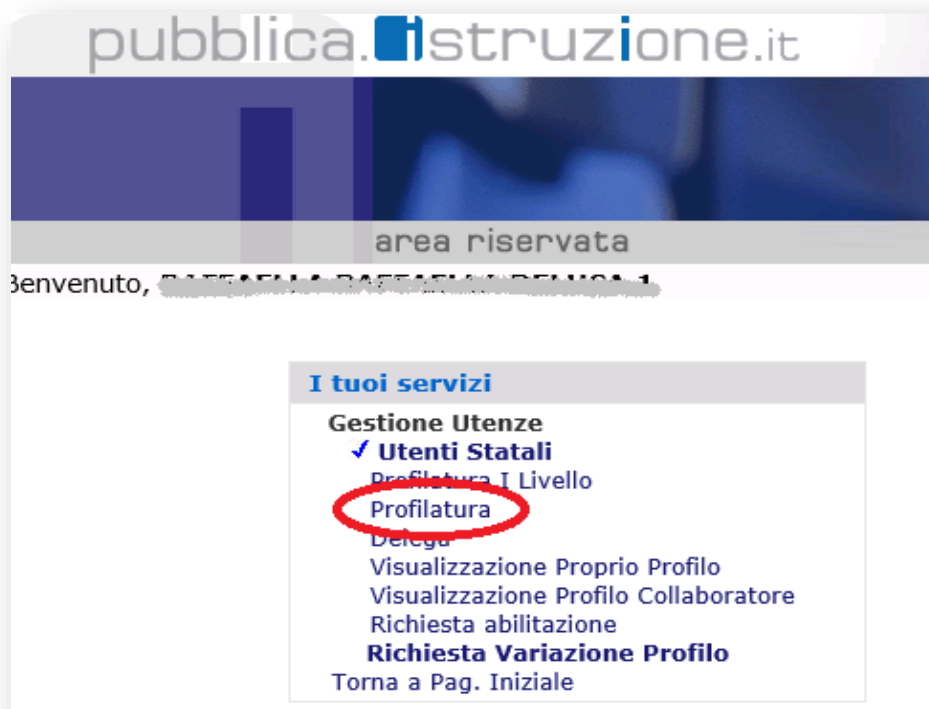 pubblica.istruzione.it
area riservata
Benvenuto,
I tuoi servizi
Gestione Utenze
Utenti Statali
Profilatura I Livello
Profilatura
Delega
Visualizzazione Proprio Profilo
Visualizzazione Profilo Collaboratore
Richiesta abilitazione
Richiesta Variazione Profilo
Torna a Pag. Iniziale